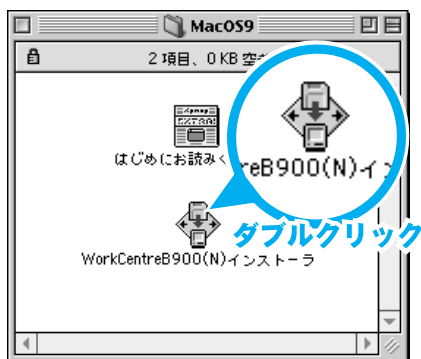 MacOS9
2 項目、0 KB 空
EXTRA!
はじめにお読みく
reB900(N)イン
ダブルクリック
WorkCentreB900(N)インストーラ